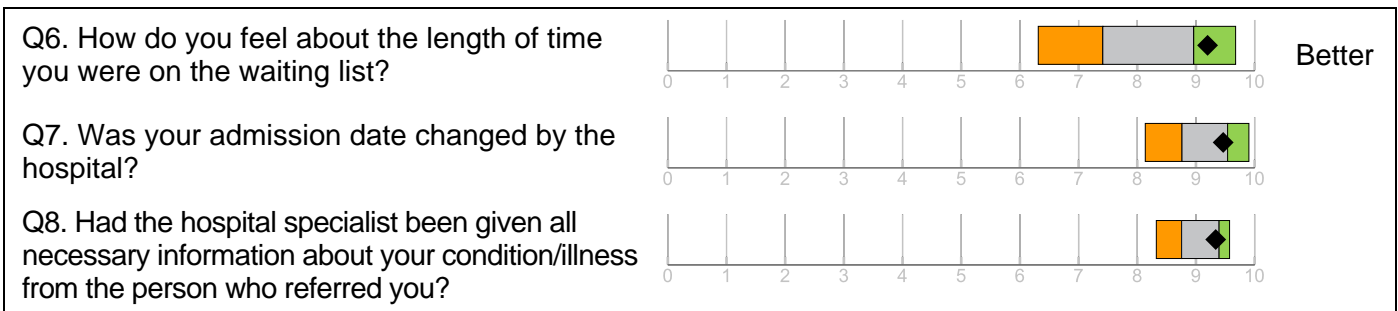 Q6. How do you feel about the length of time
you were on the waiting list?
0 1 2 3 4 5 6 7 8 9 10
Better
Q7. Was your admission date changed by the
hospital?
0 1 2 3 4 5 6 7 8 9 10
Q8. Had the hospital specialist been given all
necessary information about your condition/illness
from the person who referred you?
0 1 2 3 4 5 6 7 8 9 10